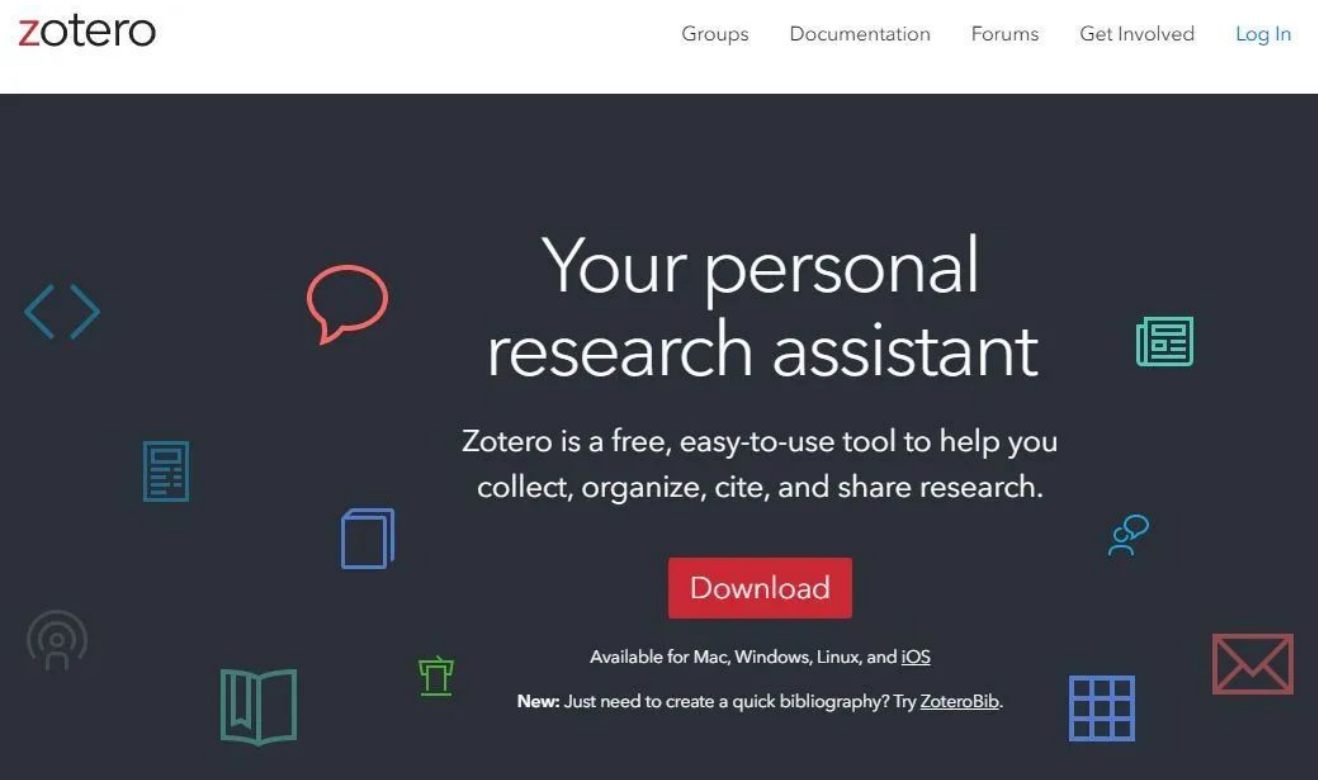 zotero
Groups Documentation Forums Get Involved Log In
Your personal
research assistant
Zotero is a free, easy-to-use tool to help you
collect, organize, cite, and share research.
Download
Available for Mac, Windows, Linux, and iOS
New: Just need to create a quick bibliography? Try ZoteroBib.